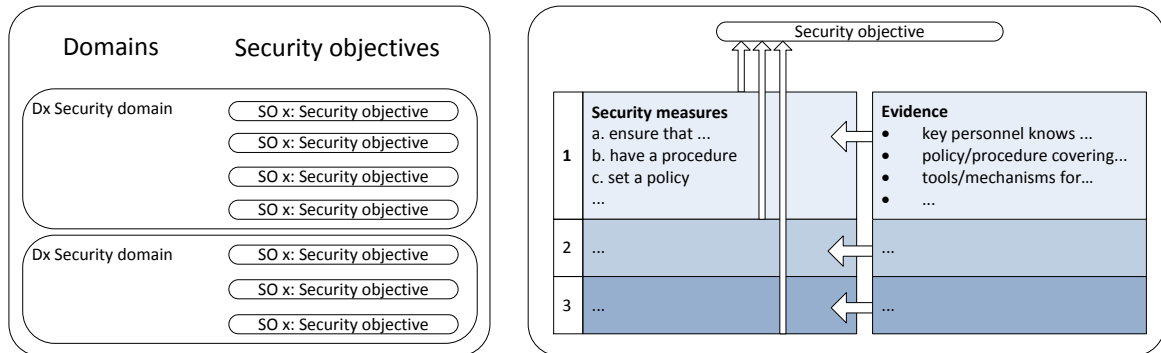 Domains
Security objectives
Dx Security domain
SO x: Security objective
SO x: Security objective
SO x: Security objective
SO x: Security objective
Dx Security domain
SO x: Security objective
SO x: Security objective
SO x: Security objective
Security objective
1
Security measures
a. ensure that ...
b. have a procedure
c. set a policy
...
Evidence
• key personnel knows ...
• policy/procedure covering...
• tools/mechanisms for...
• ...
2
...
...
3
...
...